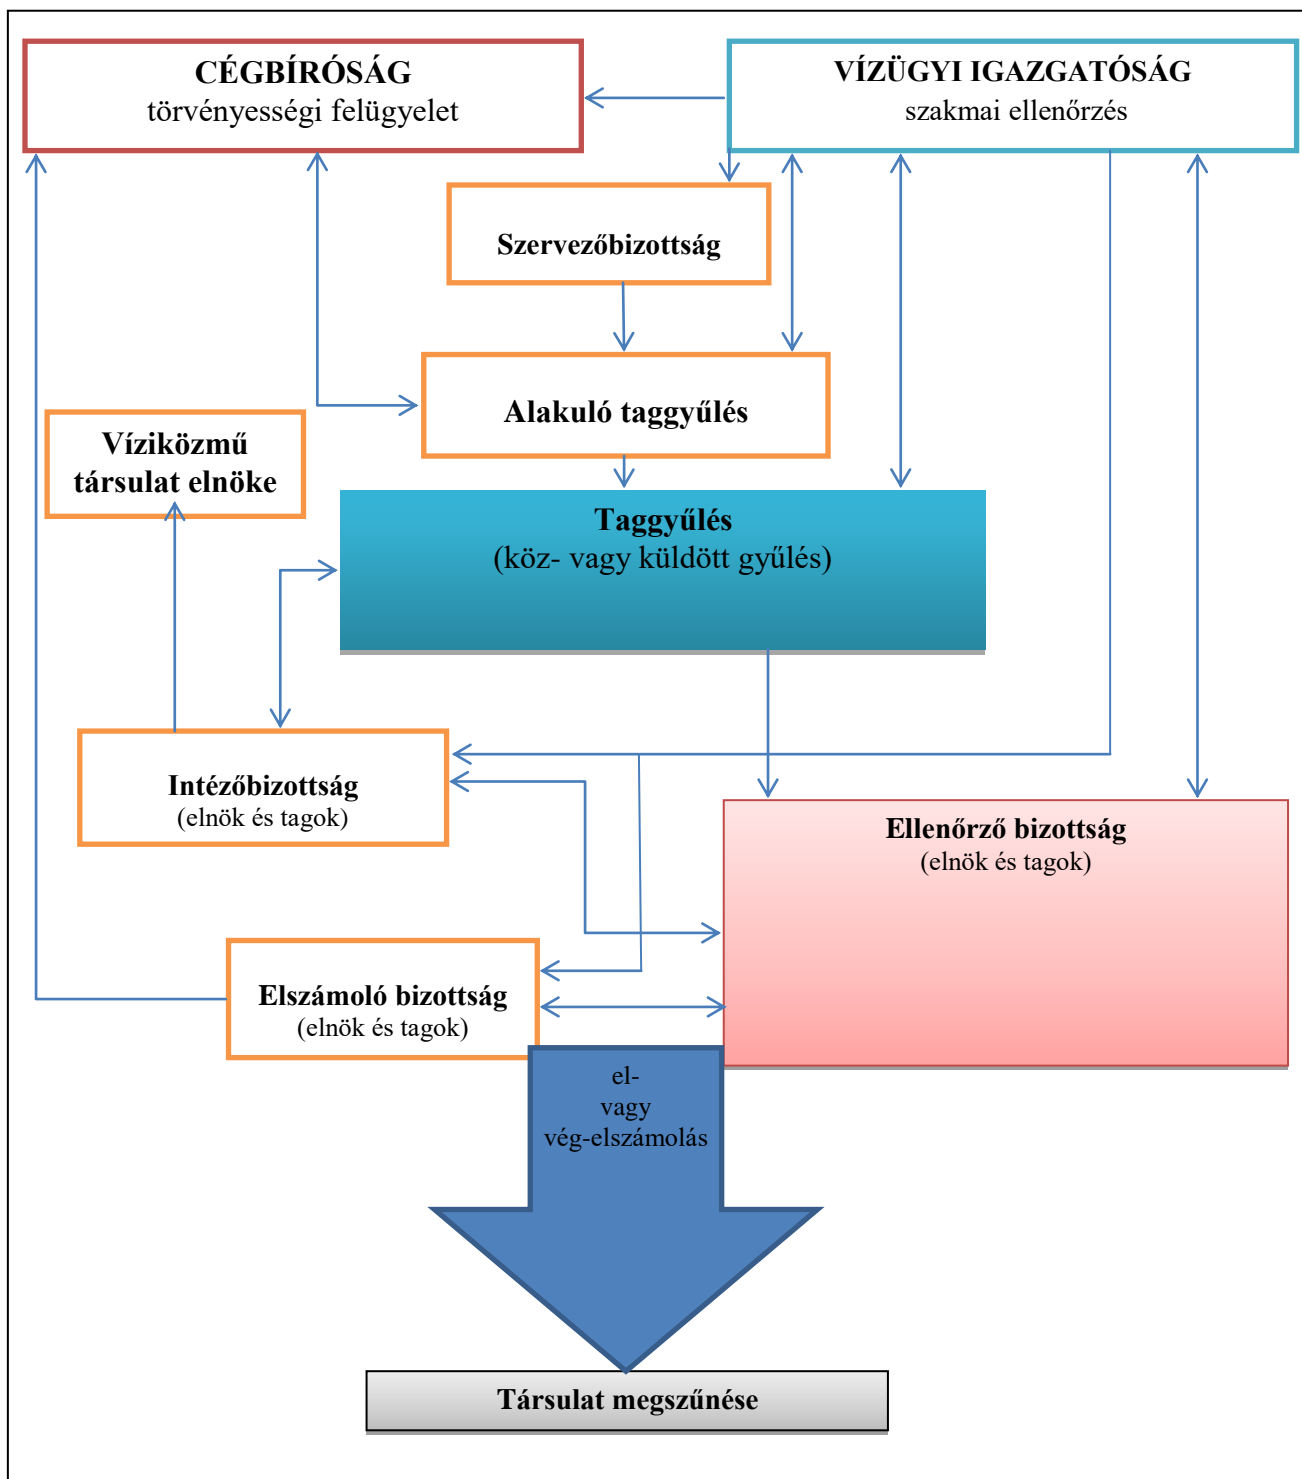 CÉGBÍRÓSÁG
törvényességi felügyelet
VÍZÜGYI IGAZGATÓSÁG
szakmai ellenőrzés
Szervezőbizottság
Alakuló taggyűlés
Víziközmű
társulat elnöke
Taggyűlés
(köz- vagy küldött gyűlés)
Intézőbizottság
(elnök és tagok)
Ellenőrző bizottság
(elnök és tagok)
Elszámoló bizottság
(elnök és tagok)
el-
vagy
vég-elszámolás
Társulat megszűnése